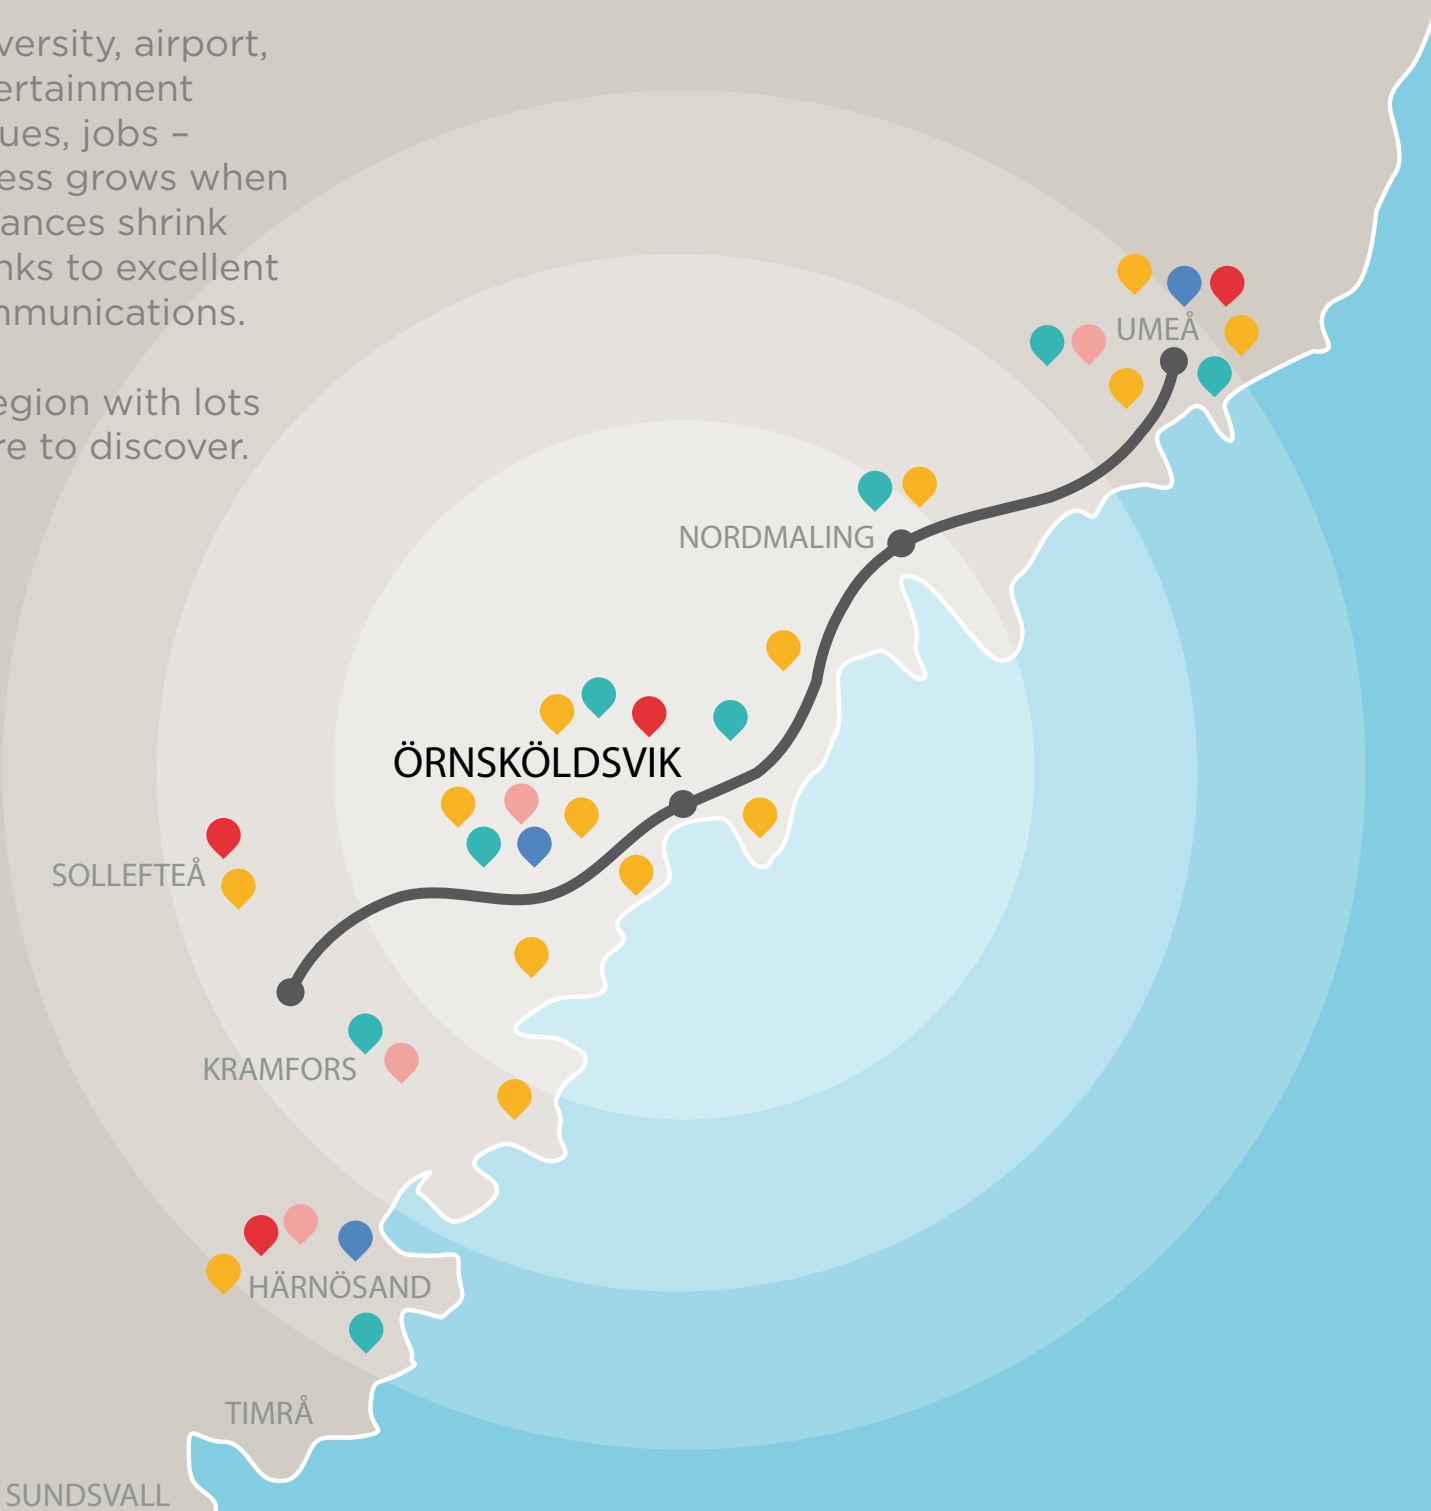 versity, airport,
ertainment
ues, jobs –
ess grows when
ances shrink
nks to excellent
mmunications.
egion with lots
re to discover.
UMEÅ
NORDMALING
ÖRNSKÖLDSVIK
SOLLEFTEÅ
KRAMFORS
HÄRNÖSAND
TIMRÅ
SUNDSVALL